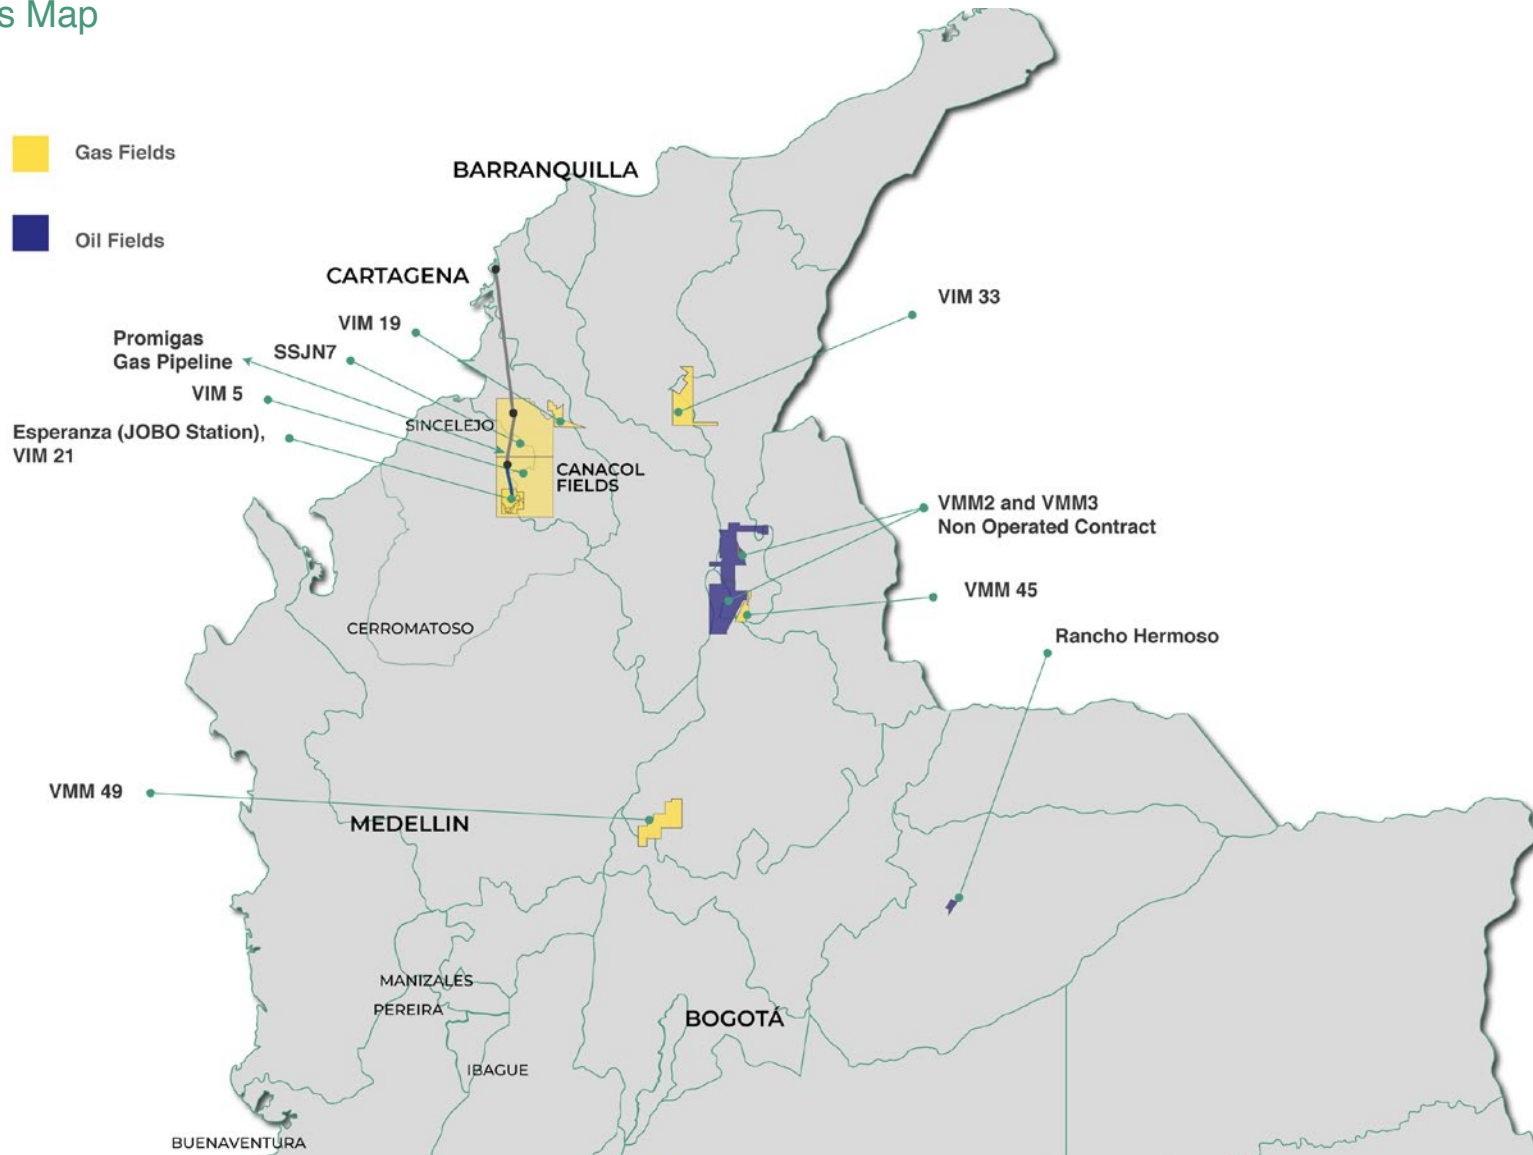 s Map
Gas Fields
Oil Fields
BARRANQUILLA
CARTAGENA
VIM 33
VIM 19
Promigas
Gas Pipeline
SSJN7
VIM 5
SINCELEJO
Esperanza (JOBO Station),
VIM 21
CANACOL
FIELDS
VMM2 and VMM3
Non Operated Contract
VMM 45
CERROMATOSO
Rancho Hermoso
VMM 49
MEDELLIN
MANIZALES
PEREIRA
BOGOTÁ
IBAGUE
BUENAVENTURA